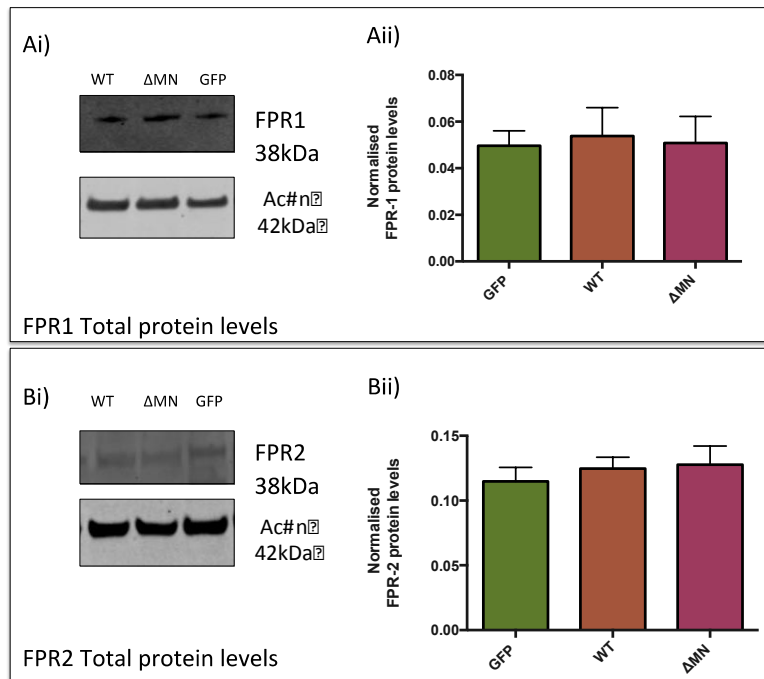 Ai)
WT ΔMN GFP
FPR1
38kDa
Ac#n⍰
42kDa⍰
FPR1 Total protein levels
Aii)
Normalised
FPR-1 protein levels
0.08
0.06
0.04
0.02
0.00
GFP WT ΔMN
Bi)
WT ΔMN GFP
FPR2
38kDa
Ac#n⍰
42kDa⍰
FPR2 Total protein levels
Bii)
Normalised
FPR-2 protein levels
0.15
0.10
0.05
0.00
GFP WT ΔMN